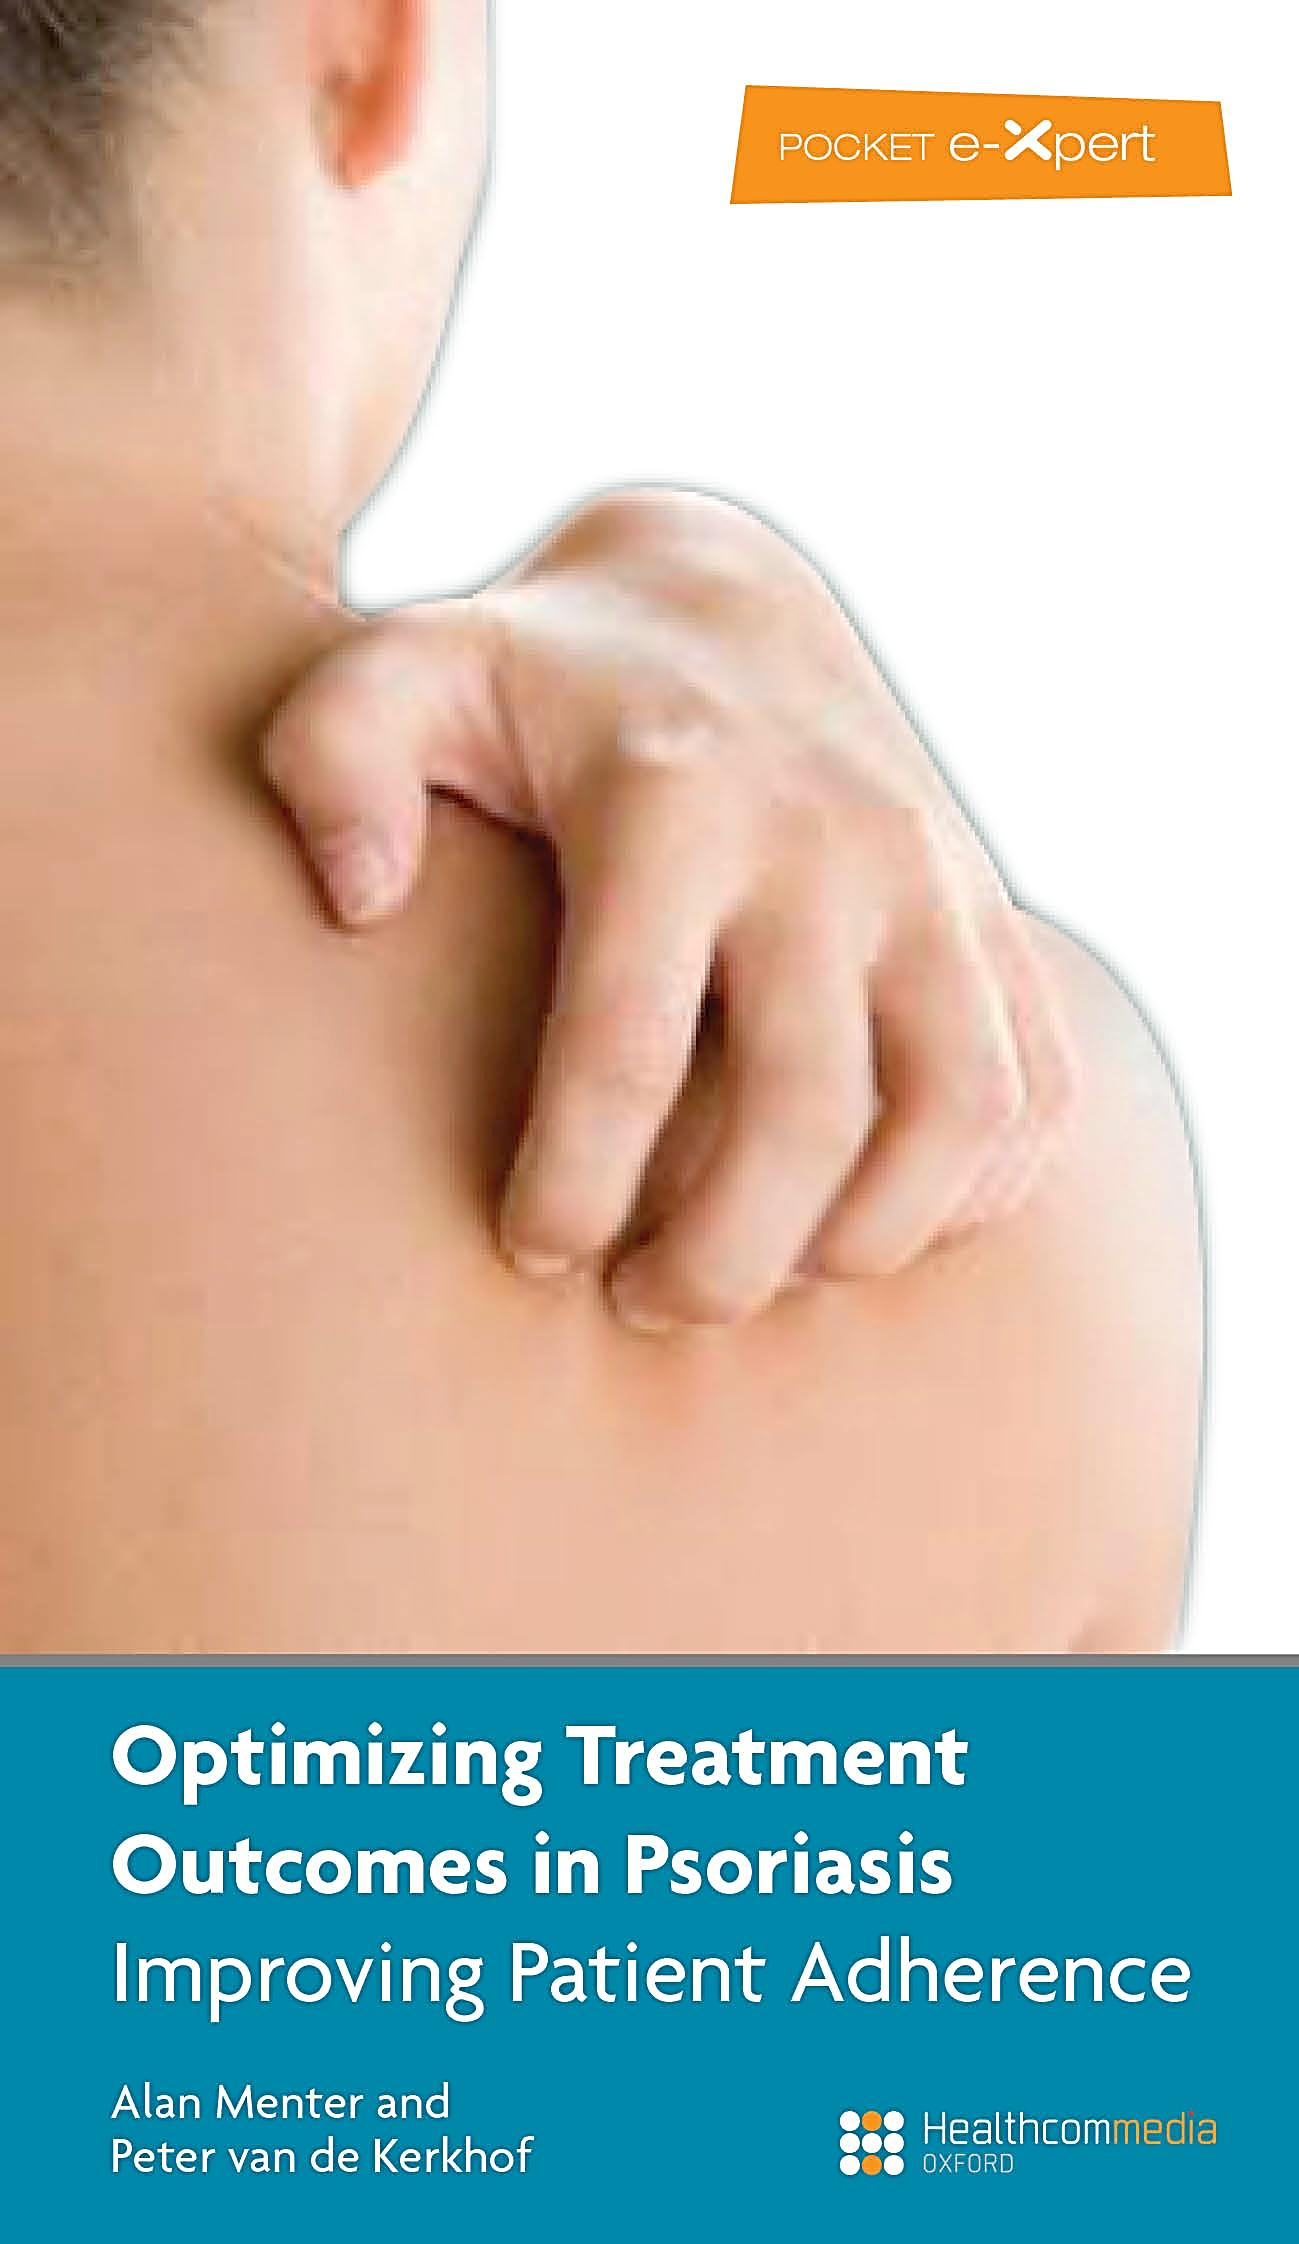 POCKET e-Xpert
Optimizing Treatment
Outcomes in Psoriasis
Improving Patient Adherence
Alan Menter and
Peter van de Kerkhof
Healthcommedia
OXFORD